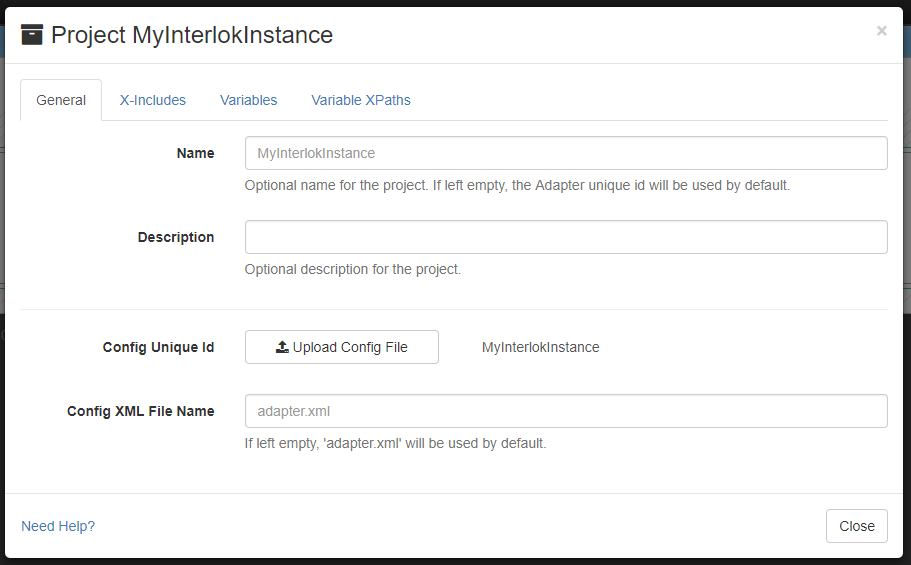 Project MyInterlokInstance
×
General X-Includes Variables Variable XPaths
Name MyInterlokInstance
Optional name for the project. If left empty, the Adapter unique id will be used by default.
Description
Optional description for the project.
Config Unique Id Upload Config File MyInterlokInstance
Config XML File Name adapter.xml
If left empty, 'adapter.xml' will be used by default.
Need Help? Close